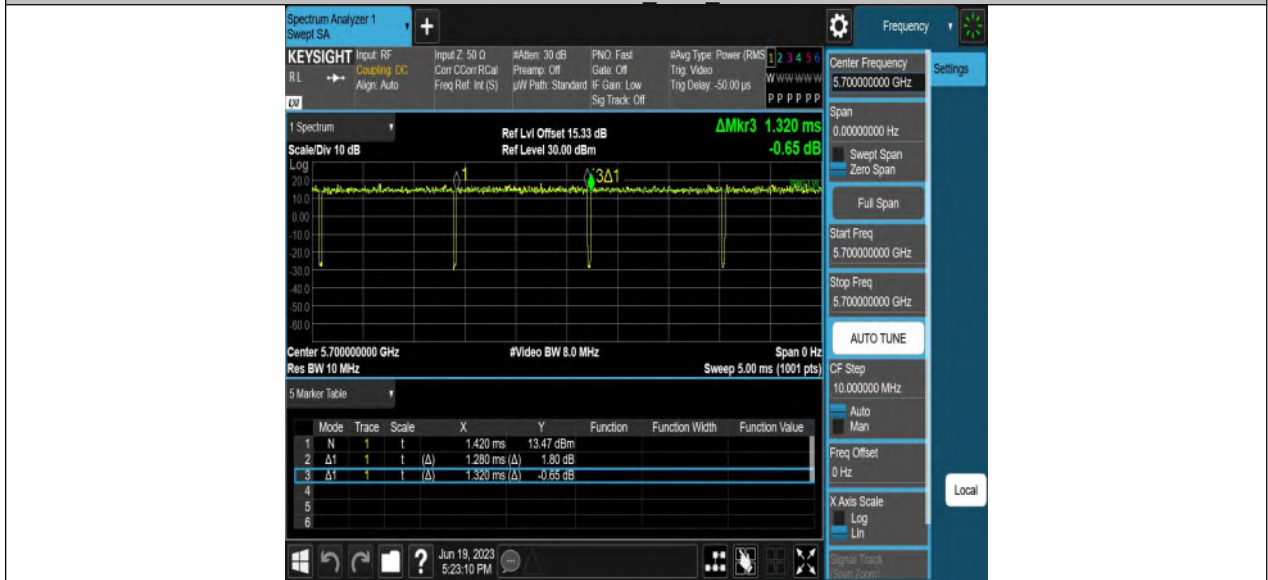 Spectrum Analyzer 1
Swept SA
+
Frequency
KEYSIGHT
RL
LXI
Input: RF
Coupling: DC
Align: Auto
Input Z: 50 Ω
Corr CCorr RCal
Freq Ref: Int (S)
#Atten: 30 dB
Preamp: Off
µW Path: Standard
PNO: Fast
Gate: Off
IF Gain: Low
Sig Track: Off
#Avg Type: Power (RMS
Trig: Video
Trig Delay: -50.00 µs
1 2 3 4 5 6
W W W W W W
P P P P P P
Center Frequency
5.700000000 GHz
Settings
Span
0.00000000 Hz
Swept Span
Zero Span
Full Span
Start Freq
5.700000000 GHz
Stop Freq
5.700000000 GHz
AUTO TUNE
CF Step
10.000000 MHz
Auto
Man
Freq Offset
0 Hz
X Axis Scale
Log
Lin
Signal Track
(Span Zoom)
Local
1 Spectrum
Scale/Div 10 dB
Log
Ref Lvl Offset 15.33 dB
Ref Level 30.00 dBm
ΔMkr3 1.320 ms
-0.65 dB
1
3Δ1
20.0
10.0
0.00
-10.0
-20.0
-30.0
-40.0
-50.0
-60.0
Center 5.700000000 GHz
Res BW 10 MHz
#Video BW 8.0 MHz
Span 0 Hz
Sweep 5.00 ms (1001 pts)
5 Marker Table
Mode Trace Scale X Y Function Function Width Function Value
1 N 1 t 1.420 ms 13.47 dBm
2 Δ1 1 t (Δ) 1.280 ms (Δ) 1.80 dB
3 Δ1 1 t (Δ) 1.320 ms (Δ) -0.65 dB
4
5
6
?
Jun 19, 2023
5:23:10 PM